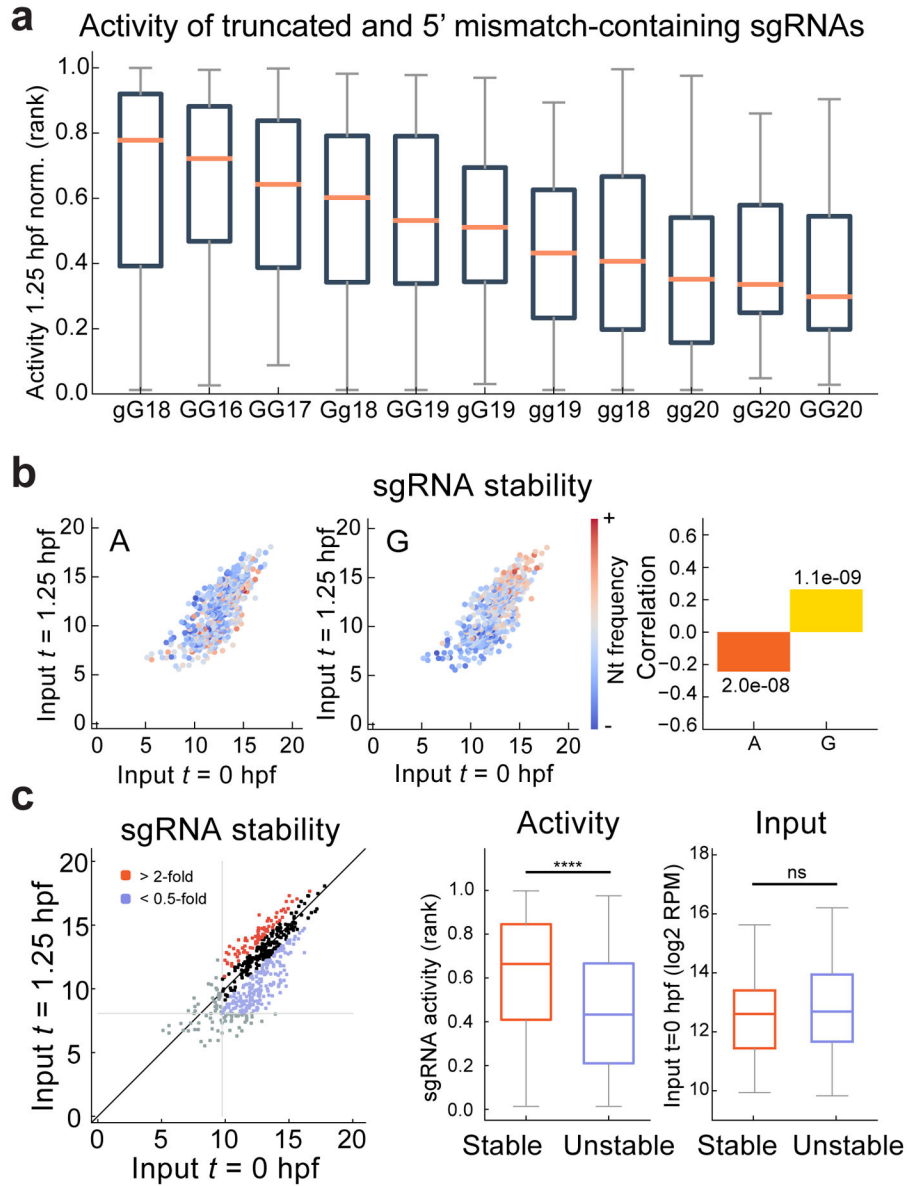 a
Activity of truncated and 5’ mismatch-containing sgRNAs
Activity 1.25 hpf norm. (rank)
1.0
0.8
0.6
0.4
0.2
0.0
gG18 GG16 GG17 Gg18 GG19 gG19 gg19 gg18 gg20 gG20 GG20
b
sgRNA stability
Input t = 1.25 hpf
20
15
10
5
0
A
0 5 10 15 20
Input t = 0 hpf
Input t = 1.25 hpf
20
15
10
5
0
G
0 5 10 15 20
Input t = 0 hpf
+
Nt frequency
-
Correlation
0.6
0.4
0.2
0.0
−0.2
−0.4
−0.6
1.1e-09
2.0e-08
A G
c
sgRNA stability
Input t = 1.25 hpf
20
15
10
5
0
> 2-fold
< 0.5-fold
0 5 10 15 20
Input t = 0 hpf
Activity
sgRNA activity (rank)
1.0
0.8
0.6
0.4
0.2
0.0
****
Stable Unstable
Input
Input t=0 hpf (log2 RPM)
18
16
14
12
10
ns
Stable Unstable